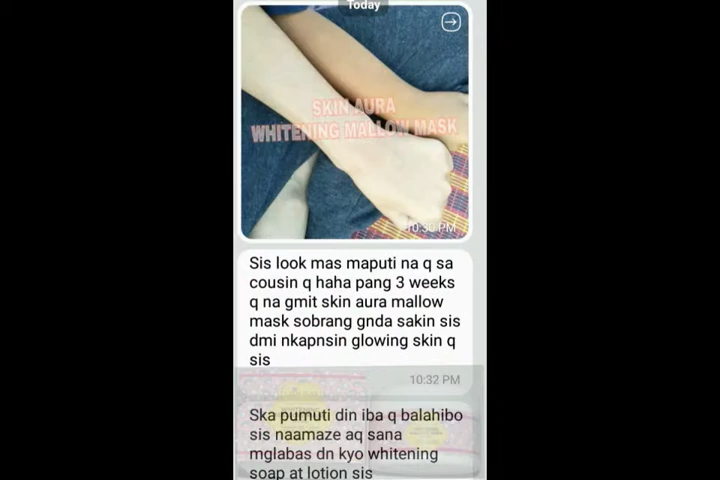 Today
SKIN AURA
WHITENING MALLOW MASK
10:30 PM
Sis look mas maputi na q sa
cousin q haha pang 3 weeks
q na gmit skin aura mallow
mask sobrang gnda sakin sis
dmi nkapnsin glowing skin q
sis
10:32 PM
Ska pumuti din iba q balahibo
sis naamaze aq sana
mglabas dn kyo whitening
soap at lotion sis